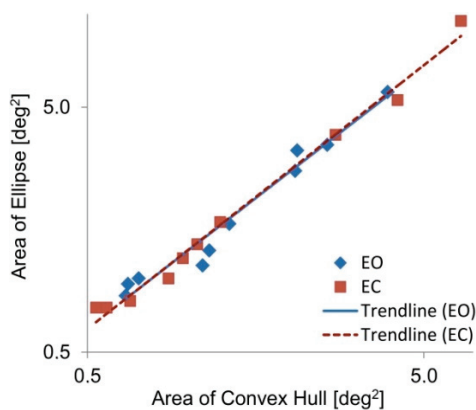 5.0
Area of Ellipse [deg²]
EO
EC
Trendline (EO)
Trendline (EC)
0.5
0.5
5.0
Area of Convex Hull [deg²]